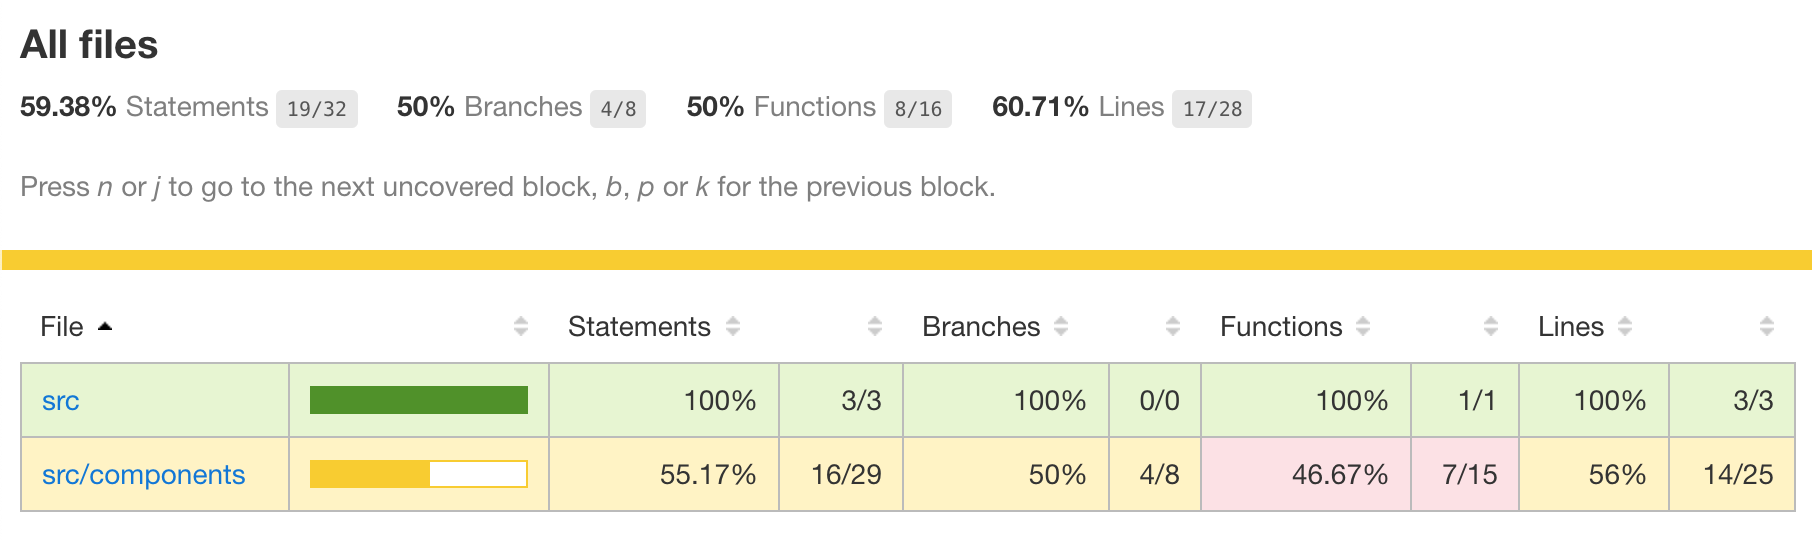 All files
59.38% Statements 19/32 50% Branches 4/8 50% Functions 8/16 60.71% Lines 17/28
Press n or j to go to the next uncovered block, b, p or k for the previous block.
File Statements Branches Functions Lines
src 100% 3/3 100% 0/0 100% 1/1 100% 3/3
src/components 55.17% 16/29 50% 4/8 46.67% 7/15 56% 14/25